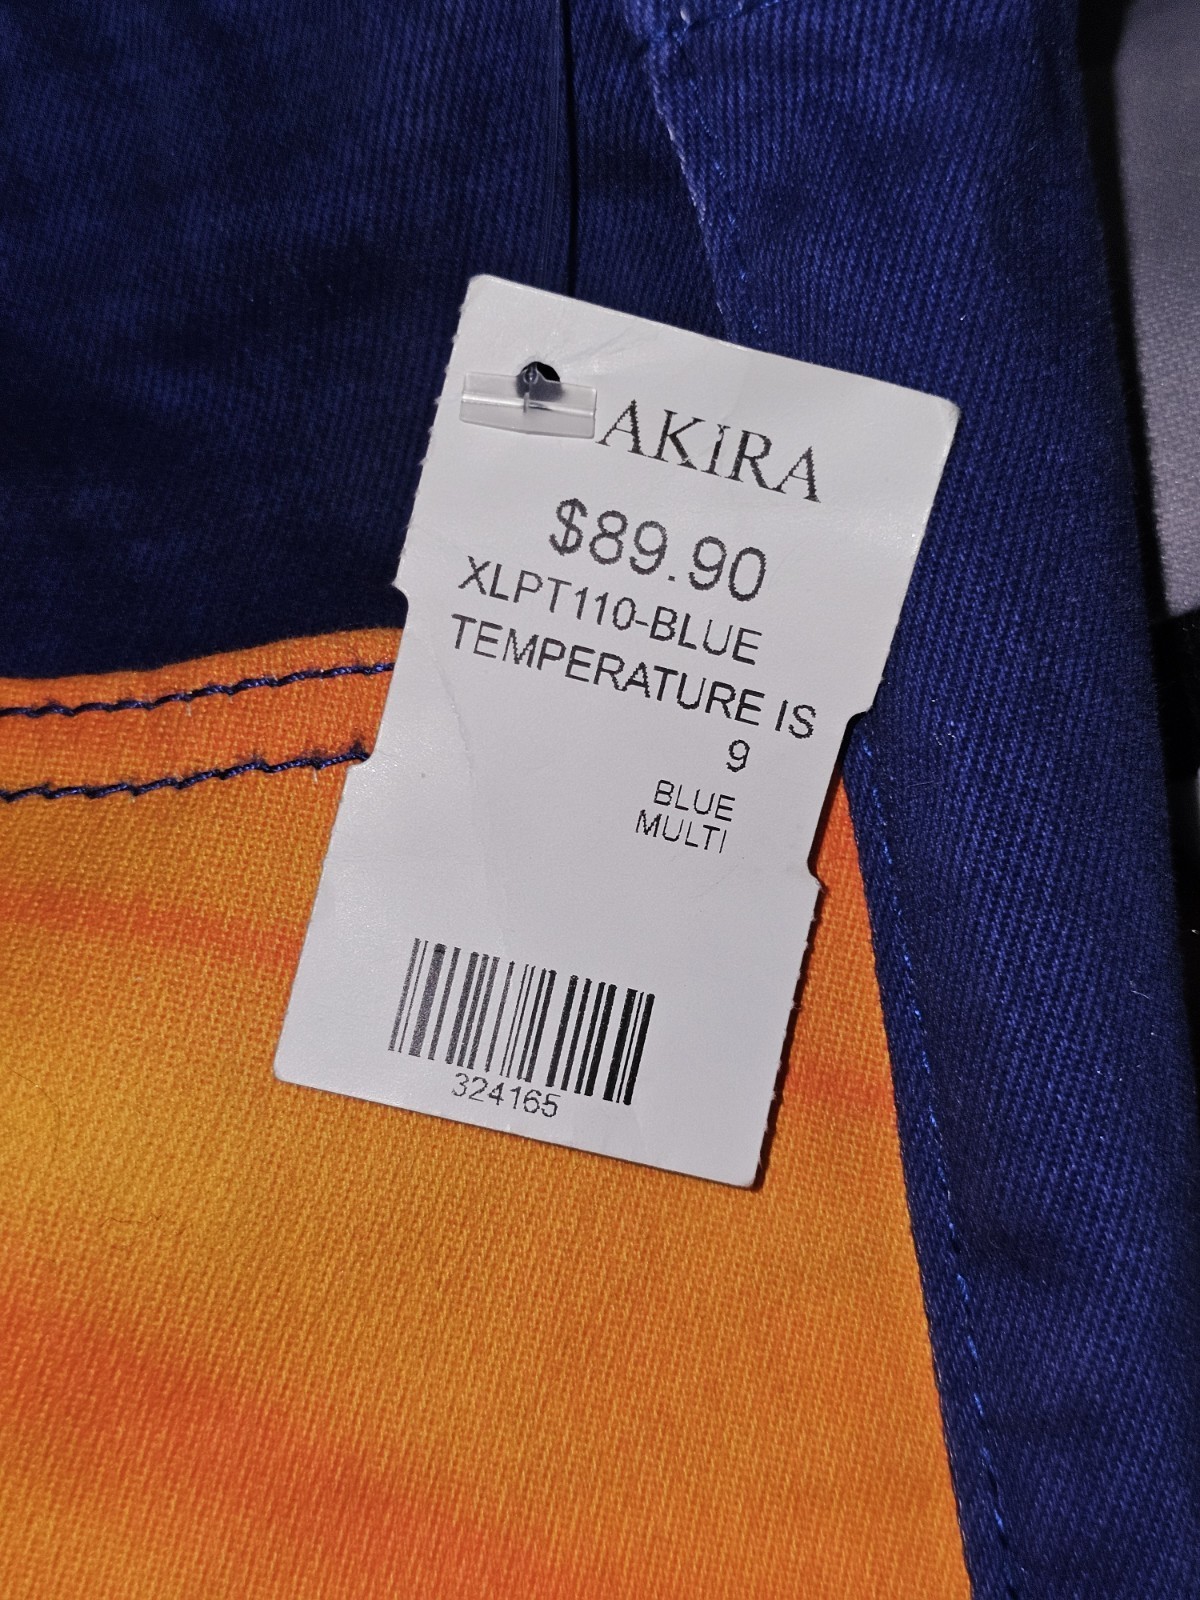 AKIRA
$89.90
XLPT110-BLUE
TEMPERATURE IS
9
BLUE
MULTI
324165